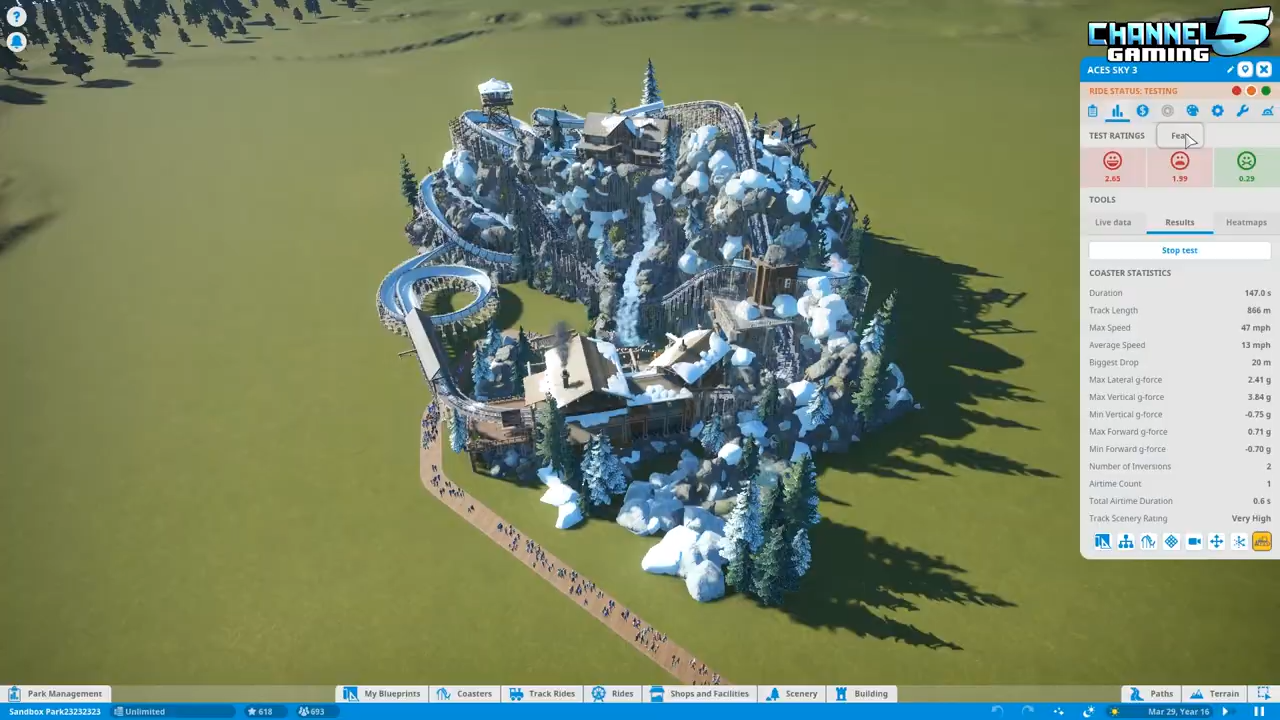 CHANNEL 5
GAMING
ACES SKY 3
RIDE STATUS: TESTING
TEST RATINGS
Fea
2.65 1.99 0.29
TOOLS
Live data Results Heatmaps
Stop test
COASTER STATISTICS
Duration 147.0 s
Track Length 866 m
Max Speed 47 mph
Average Speed 13 mph
Biggest Drop 20 m
Max Lateral g-force 2.41 g
Max Vertical g-force 3.84 g
Min Vertical g-force -0.75 g
Max Forward g-force 0.71 g
Min Forward g-force -0.70 g
Number of Inversions 2
Airtime Count 1
Total Airtime Duration 0.6 s
Track Scenery Rating Very High
Park Management My Blueprints Coasters Track Rides Rides Shops and Facilities Scenery Building Paths Terrain
Sandbox Park23232323 Unlimited 618 693 Mar 29, Year 16